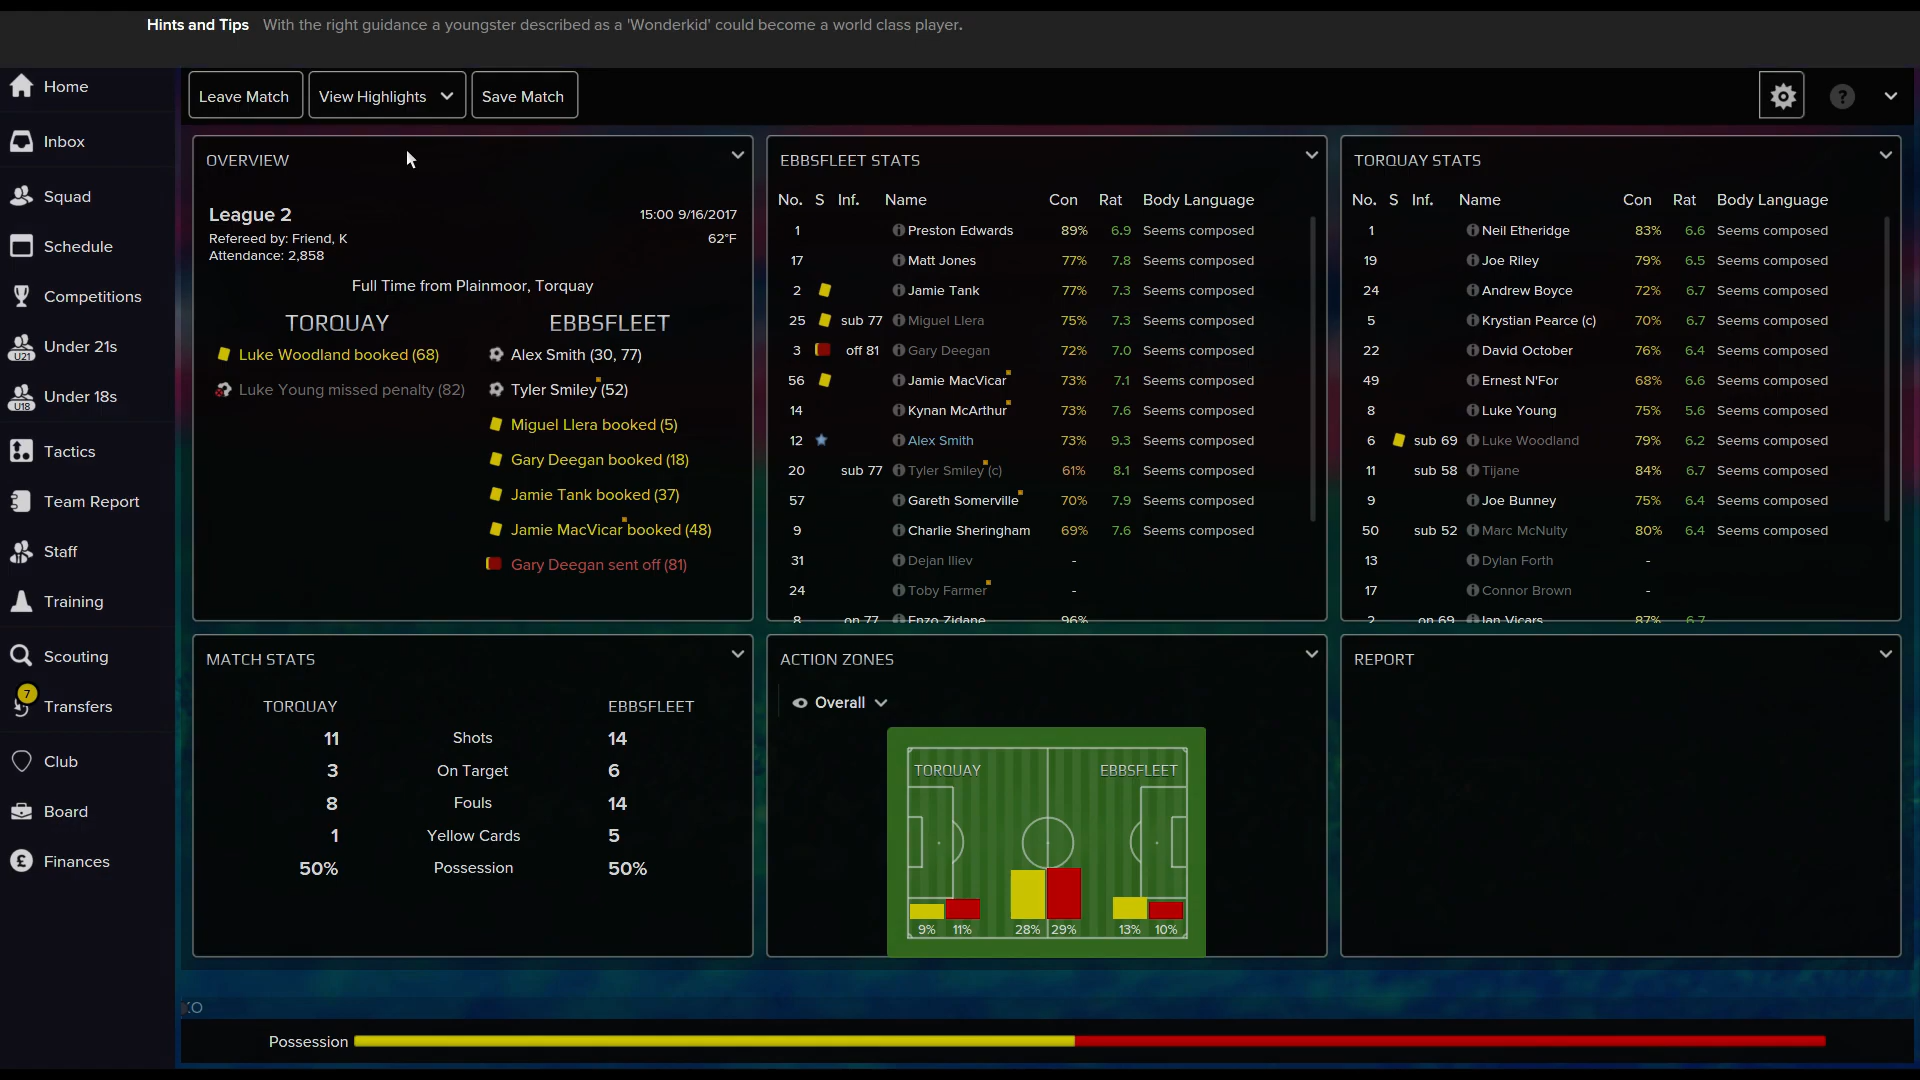 Hints and Tips With the right guidance a youngster described as a 'Wonderkid' could become a world class player.
Home
Inbox
Squad
Schedule
Competitions
U21 Under 21s
U18 Under 18s
Tactics
Team Report
Staff
Training
Scouting
7
Transfers
Club
Board
£ Finances
Leave Match View Highlights Save Match ?
OVERVIEW
League 2 15:00 9/16/2017
Refereed by: Friend, K 62°F
Attendance: 2,858
Full Time from Plainmoor, Torquay
TORQUAY EBBSFLEET
Luke Woodland booked (68) Alex Smith (30, 77)
Luke Young missed penalty (82) Tyler Smiley (52)
Miguel Llera booked (5)
Gary Deegan booked (18)
Jamie Tank booked (37)
Jamie MacVicar booked (48)
Gary Deegan sent off (81)
EBBSFLEET STATS
No. S Inf. Name Con Rat Body Language
1 Preston Edwards 89% 6.9 Seems composed
17 Matt Jones 77% 7.8 Seems composed
2 Jamie Tank 77% 7.3 Seems composed
25 sub 77 Miguel Llera 75% 7.3 Seems composed
3 off 81 Gary Deegan 72% 7.0 Seems composed
56 Jamie MacVicar 73% 7.1 Seems composed
14 Kynan McArthur 73% 7.6 Seems composed
12 Alex Smith 73% 9.3 Seems composed
20 sub 77 Tyler Smiley (c) 61% 8.1 Seems composed
57 Gareth Somerville 70% 7.9 Seems composed
9 Charlie Sheringham 69% 7.6 Seems composed
31 Dejan Iliev -
24 Toby Farmer -
8 on 77 Enzo Zidane 96%
TORQUAY STATS
No. S Inf. Name Con Rat Body Language
1 Neil Etheridge 83% 6.6 Seems composed
19 Joe Riley 79% 6.5 Seems composed
24 Andrew Boyce 72% 6.7 Seems composed
5 Krystian Pearce (c) 70% 6.7 Seems composed
22 David October 76% 6.4 Seems composed
49 Ernest N'For 68% 6.6 Seems composed
8 Luke Young 75% 5.6 Seems composed
6 sub 69 Luke Woodland 79% 6.2 Seems composed
11 sub 58 Tijane 84% 6.7 Seems composed
9 Joe Bunney 75% 6.4 Seems composed
50 sub 52 Marc McNulty 80% 6.4 Seems composed
13 Dylan Forth -
17 Connor Brown -
2 on 69 Ian Vicars 87% 6.7
MATCH STATS
TORQUAY EBBSFLEET
11 Shots 14
3 On Target 6
8 Fouls 14
1 Yellow Cards 5
50% Possession 50%
ACTION ZONES
Overall
TORQUAY EBBSFLEET
9% 11% 28% 29% 13% 10%
REPORT
KO
Possession